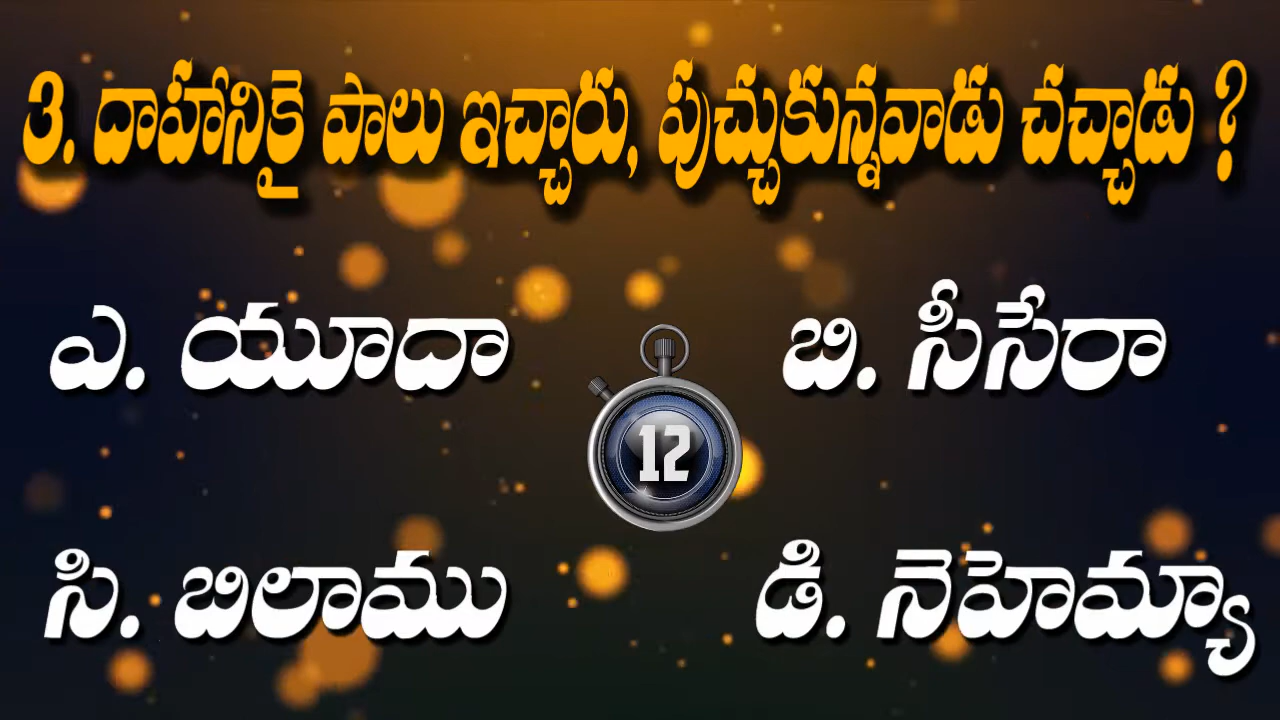 3. దాహానికై పాలు ఇచ్చారు, పుచ్చుకున్నవాడు చచ్చాడు ?
ఎ. యూదా
బి. సీసేరా
12
సి. బిలాము
డి. నెహెమ్యా